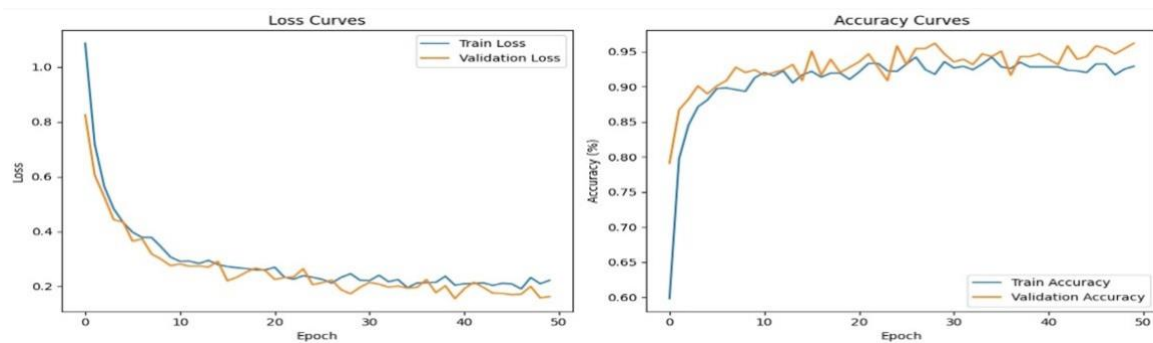 Loss Curves
Train Loss
Validation Loss
1.0
0.8
0.6
0.4
0.2
Loss
0
10
20
30
40
50
Epoch
Accuracy Curves
0.95
0.90
0.85
0.80
0.75
0.70
0.65
0.60
Accuracy (%)
Train Accuracy
Validation Accuracy
0
10
20
30
40
50
Epoch